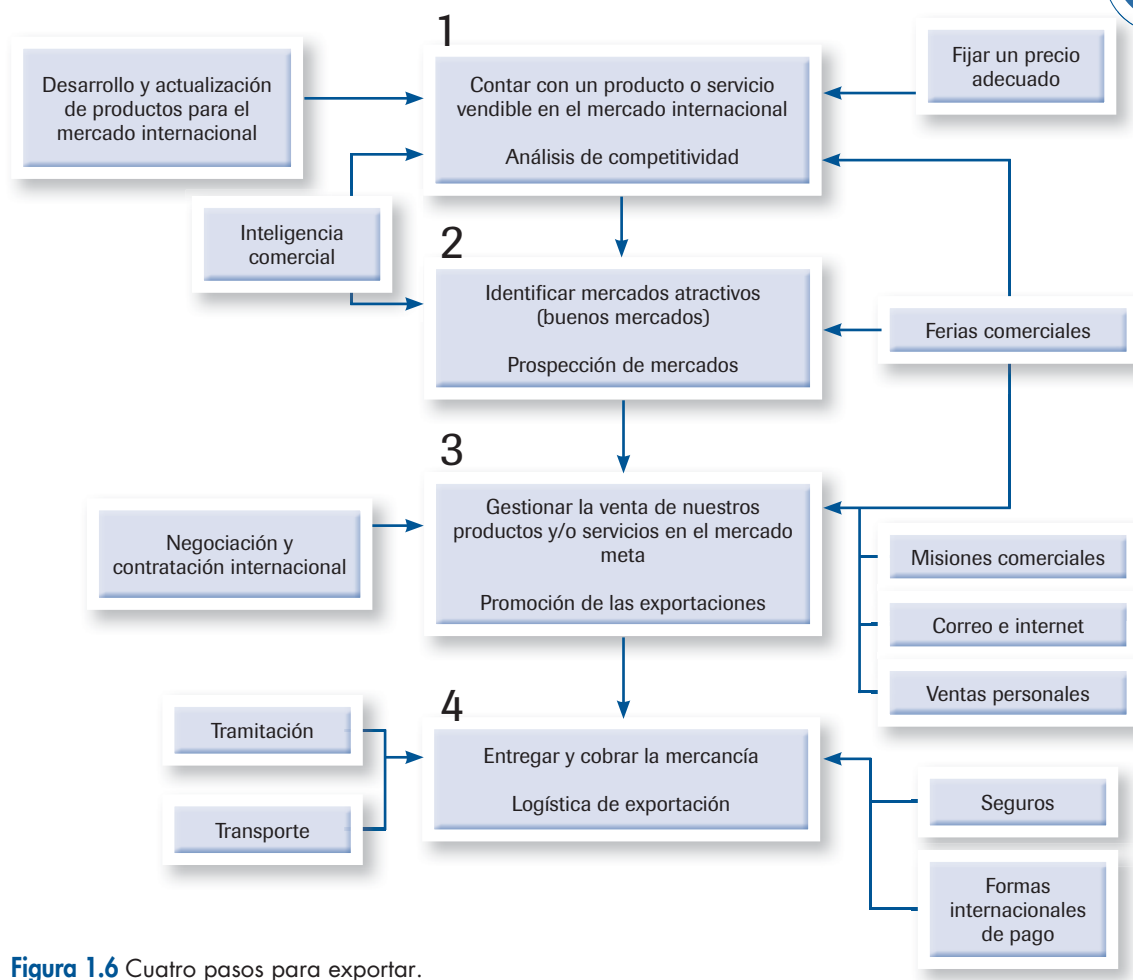 1
Desarrollo y actualización
de productos para el
mercado internacional
Contar con un producto o servicio
vendible en el mercado internacional
Análisis de competitividad
Fijar un precio
adecuado
Inteligencia
comercial
2
Identificar mercados atractivos
(buenos mercados)
Prospección de mercados
Ferias comerciales
3
Negociación y
contratación internacional
Gestionar la venta de nuestros
productos y/o servicios en el mercado
meta
Promoción de las exportaciones
Misiones comerciales
Correo e internet
Ventas personales
4
Tramitación
Transporte
Entregar y cobrar la mercancía
Logística de exportación
Seguros
Formas
internacionales
de pago
Figura 1.6 Cuatro pasos para exportar.